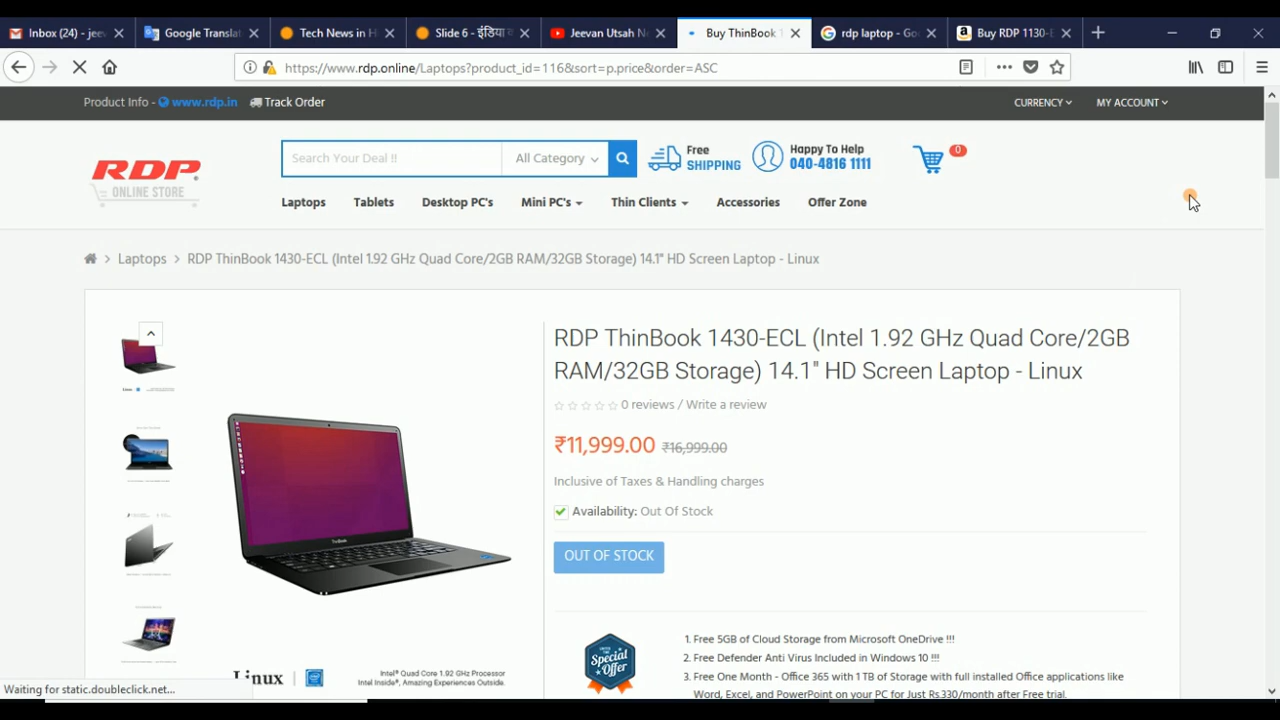 Inbox (24) - jee
Google Translat
Tech News in H
Slide 6 - इंडिया व
Jeevan Utsah Ne
Buy ThinBook 1
rdp laptop - Go
Buy RDP 1130-E
https://www.rdp.online/Laptops?product_id=116&sort=p.price&order=ASC
Product Info - www.rdp.in Track Order
CURRENCY MY ACCOUNT
RDP
ONLINE STORE
Search Your Deal !! All Category
Free
SHIPPING
Happy To Help
040-4816 1111
0
Laptops Tablets Desktop PC's Mini PC's Thin Clients Accessories Offer Zone
Laptops > RDP ThinBook 1430-ECL (Intel 1.92 GHz Quad Core/2GB RAM/32GB Storage) 14.1" HD Screen Laptop - Linux
RDP ThinBook 1430-ECL (Intel 1.92 GHz Quad Core/2GB
RAM/32GB Storage) 14.1" HD Screen Laptop - Linux
0 reviews / Write a review
₹11,999.00 ₹16,999.00
Inclusive of Taxes & Handling charges
Availability: Out Of Stock
OUT OF STOCK
Special
Offer
1. Free 5GB of Cloud Storage from Microsoft OneDrive !!!
2. Free Defender Anti Virus Included in Windows 10 !!!
3. Free One Month - Office 365 with 1 TB of Storage with full installed Office applications like
Word, Excel, and PowerPoint on your PC for Just Rs.330/month after Free trial.
Linux
Intel® Quad Core 1.92 GHz Processor
Intel Inside®, Amazing Experiences Outside.
Waiting for static.doubleclick.net...